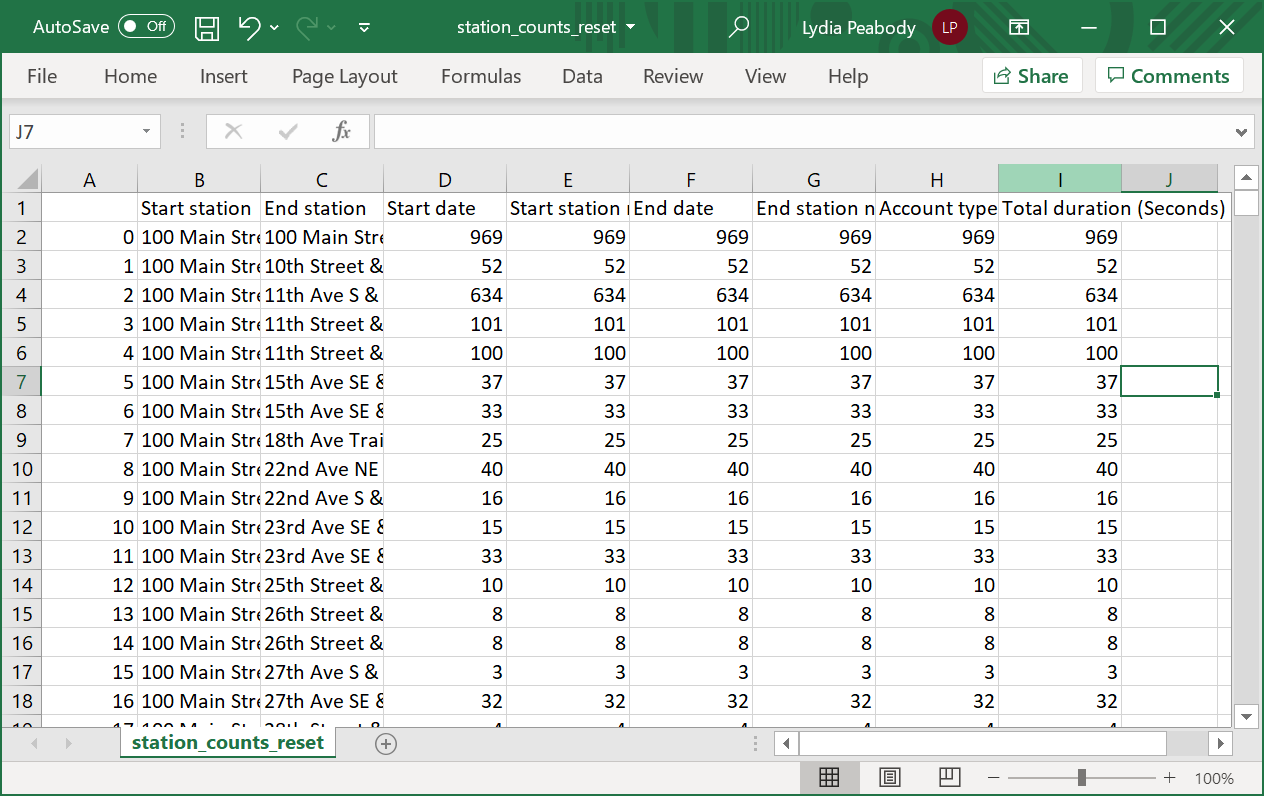 AutoSave Off station_counts_reset Lydia Peabody LP
File Home Insert Page Layout Formulas Data Review View Help Share Comments
J7 fx
A B C D E F G H I J
1 Start station End station Start date Start station End date End station n Account type Total duration (Seconds)
2 0 100 Main Stre 100 Main Stre 969 969 969 969 969 969
3 1 100 Main Stre 10th Street & 52 52 52 52 52 52
4 2 100 Main Stre 11th Ave S & 634 634 634 634 634 634
5 3 100 Main Stre 11th Street & 101 101 101 101 101 101
6 4 100 Main Stre 11th Street & 100 100 100 100 100 100
7 5 100 Main Stre 15th Ave SE & 37 37 37 37 37 37
8 6 100 Main Stre 15th Ave SE & 33 33 33 33 33 33
9 7 100 Main Stre 18th Ave Trai 25 25 25 25 25 25
10 8 100 Main Stre 22nd Ave NE 40 40 40 40 40 40
11 9 100 Main Stre 22nd Ave S & 16 16 16 16 16 16
12 10 100 Main Stre 23rd Ave SE & 15 15 15 15 15 15
13 11 100 Main Stre 23rd Ave SE & 33 33 33 33 33 33
14 12 100 Main Stre 25th Street & 10 10 10 10 10 10
15 13 100 Main Stre 26th Street & 8 8 8 8 8 8
16 14 100 Main Stre 26th Street & 8 8 8 8 8 8
17 15 100 Main Stre 27th Ave S & 3 3 3 3 3 3
18 16 100 Main Stre 27th Ave SE & 32 32 32 32 32 32
station_counts_reset
100%